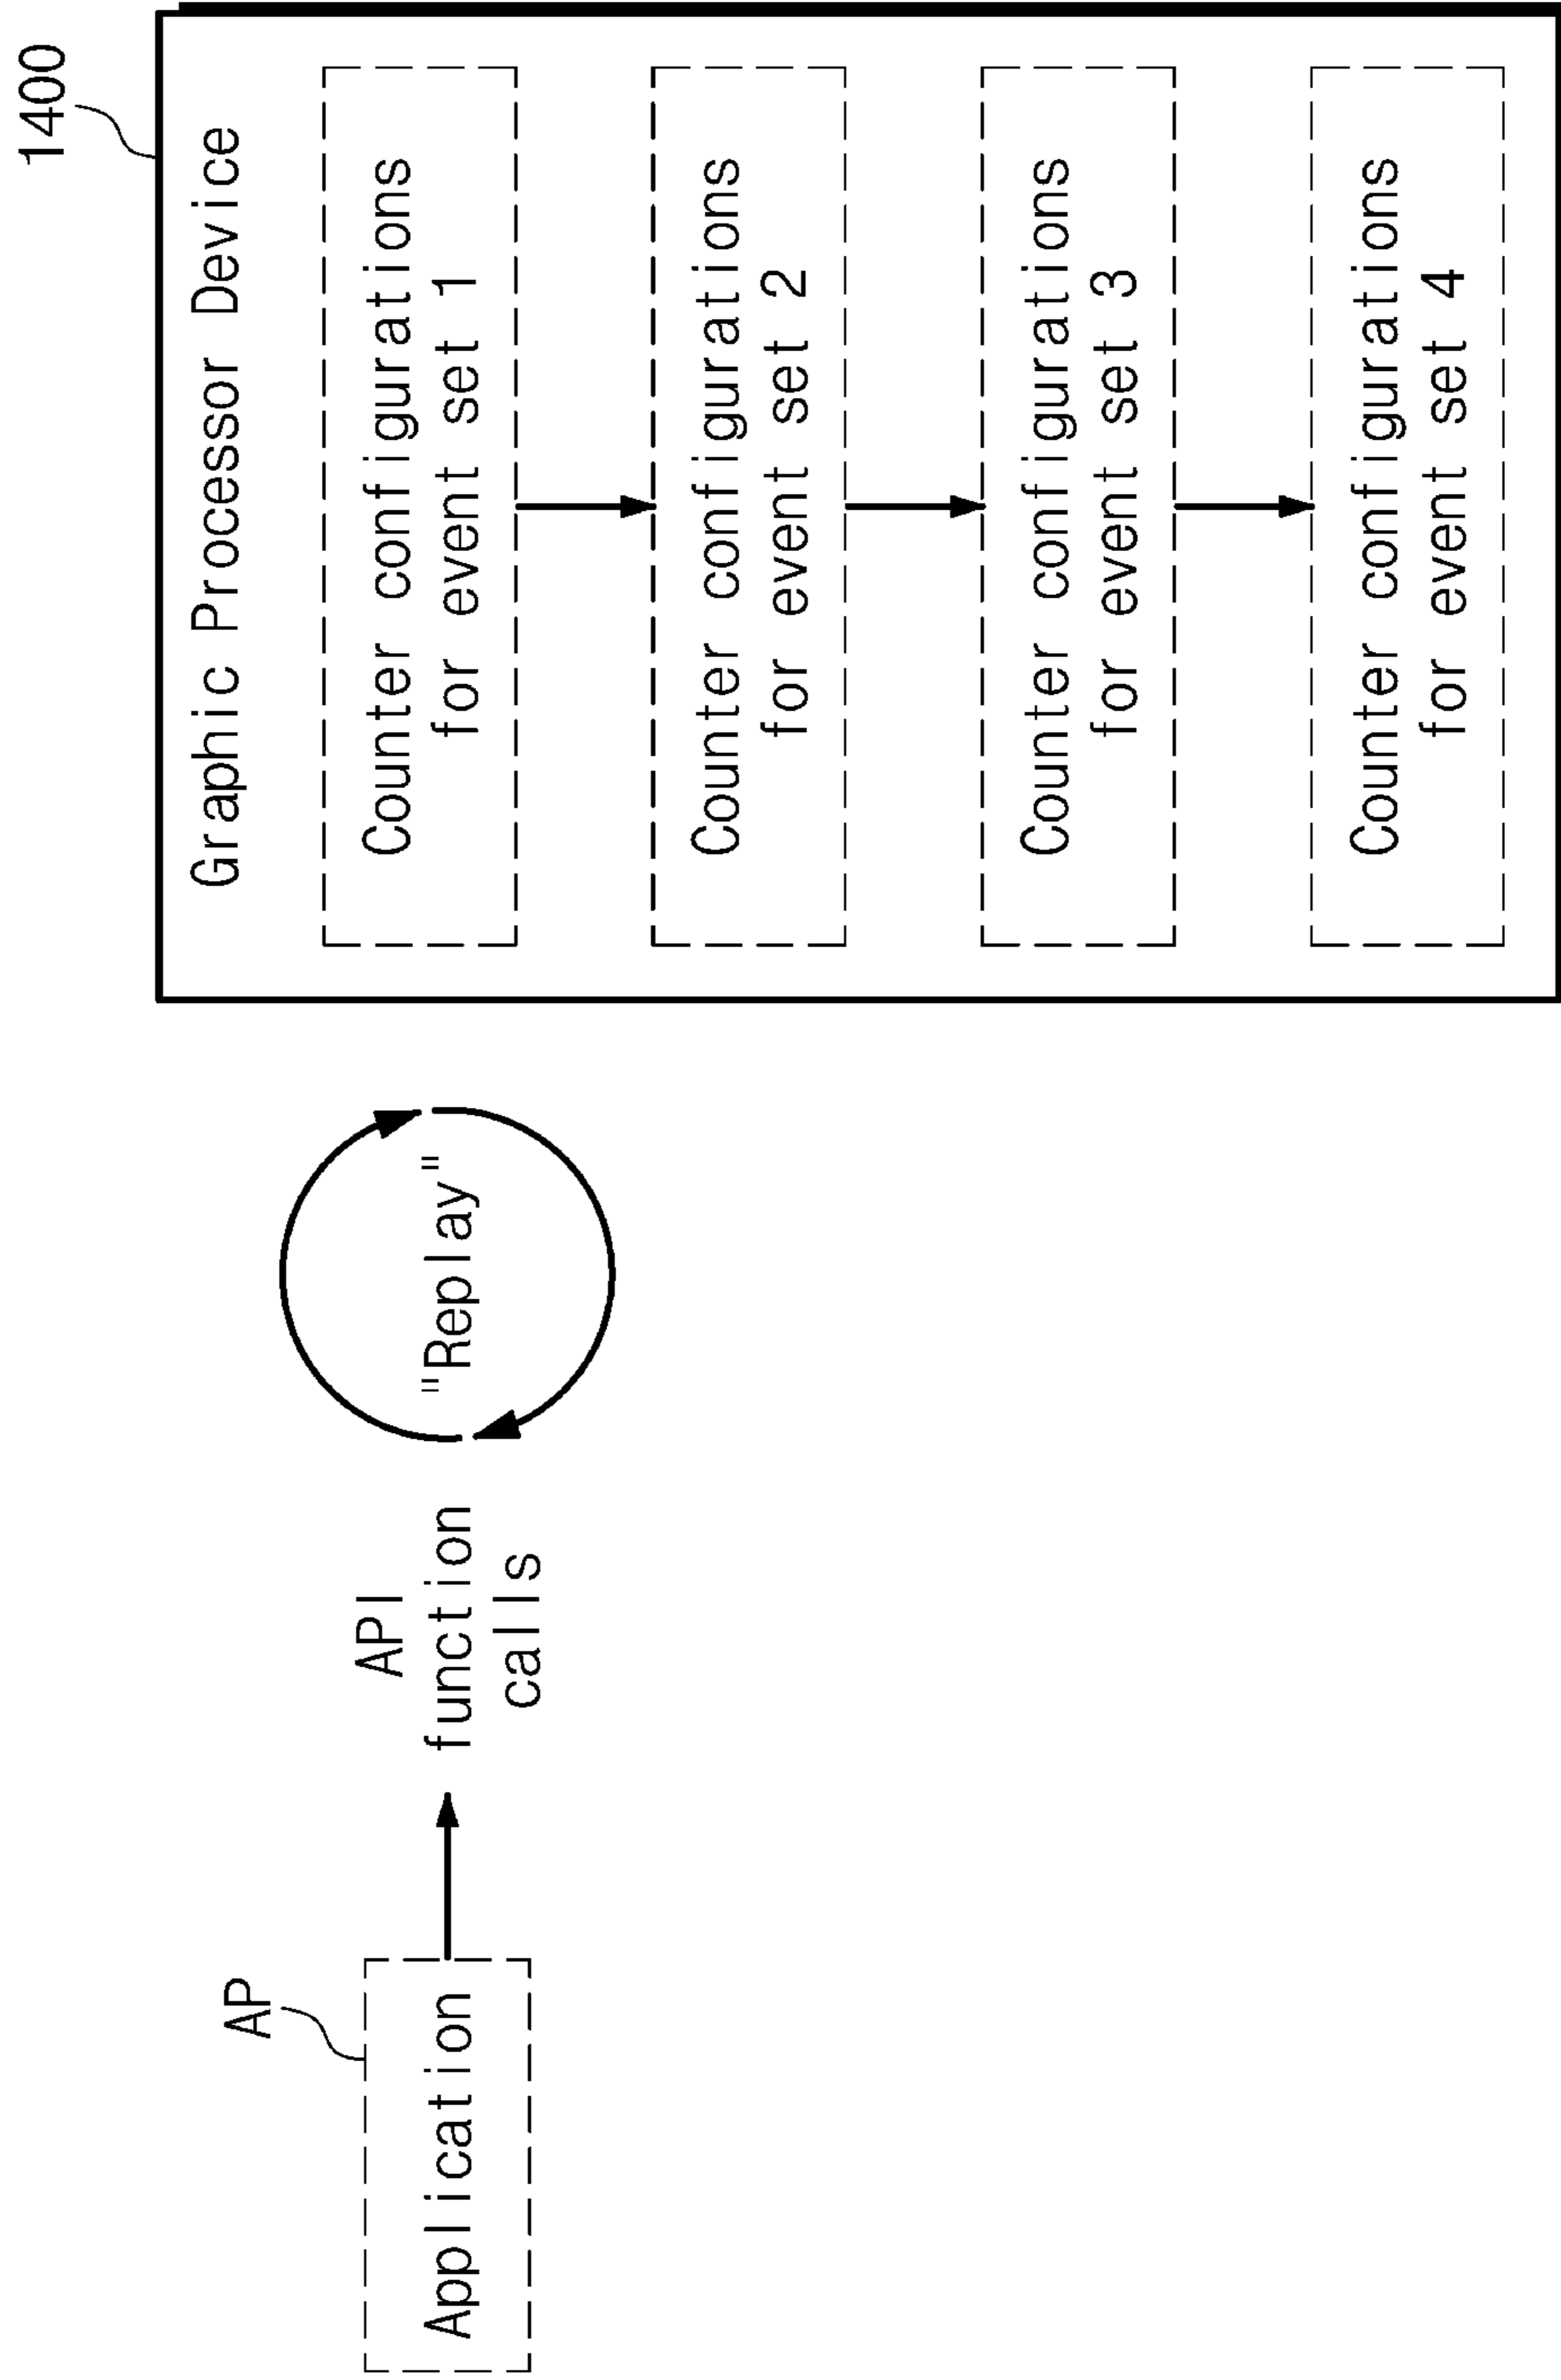 1400
Graphic Processor Device
Counter configurations
for event set 1
Counter configurations
for event set 2
Counter configurations
for event set 3
Counter configurations
for event set 4
AP
Application
API
function
calls
"Replay"